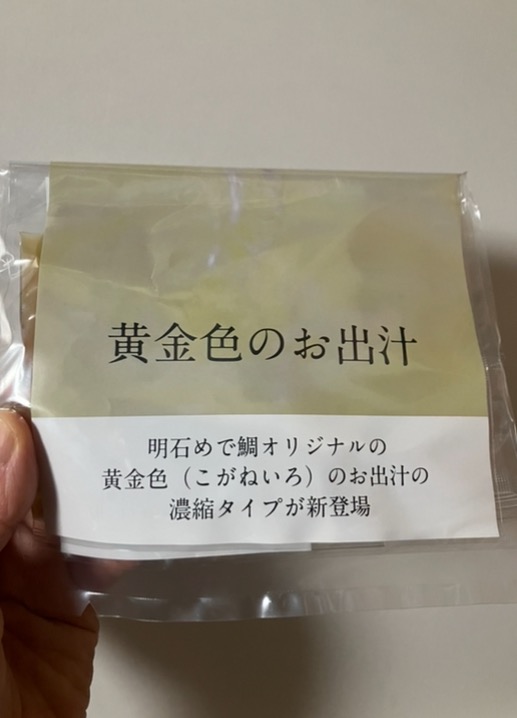 黄金色のお出汁
明石めで鯛オリジナルの
黄金色（こがねいろ）のお出汁の
濃縮タイプが新登場